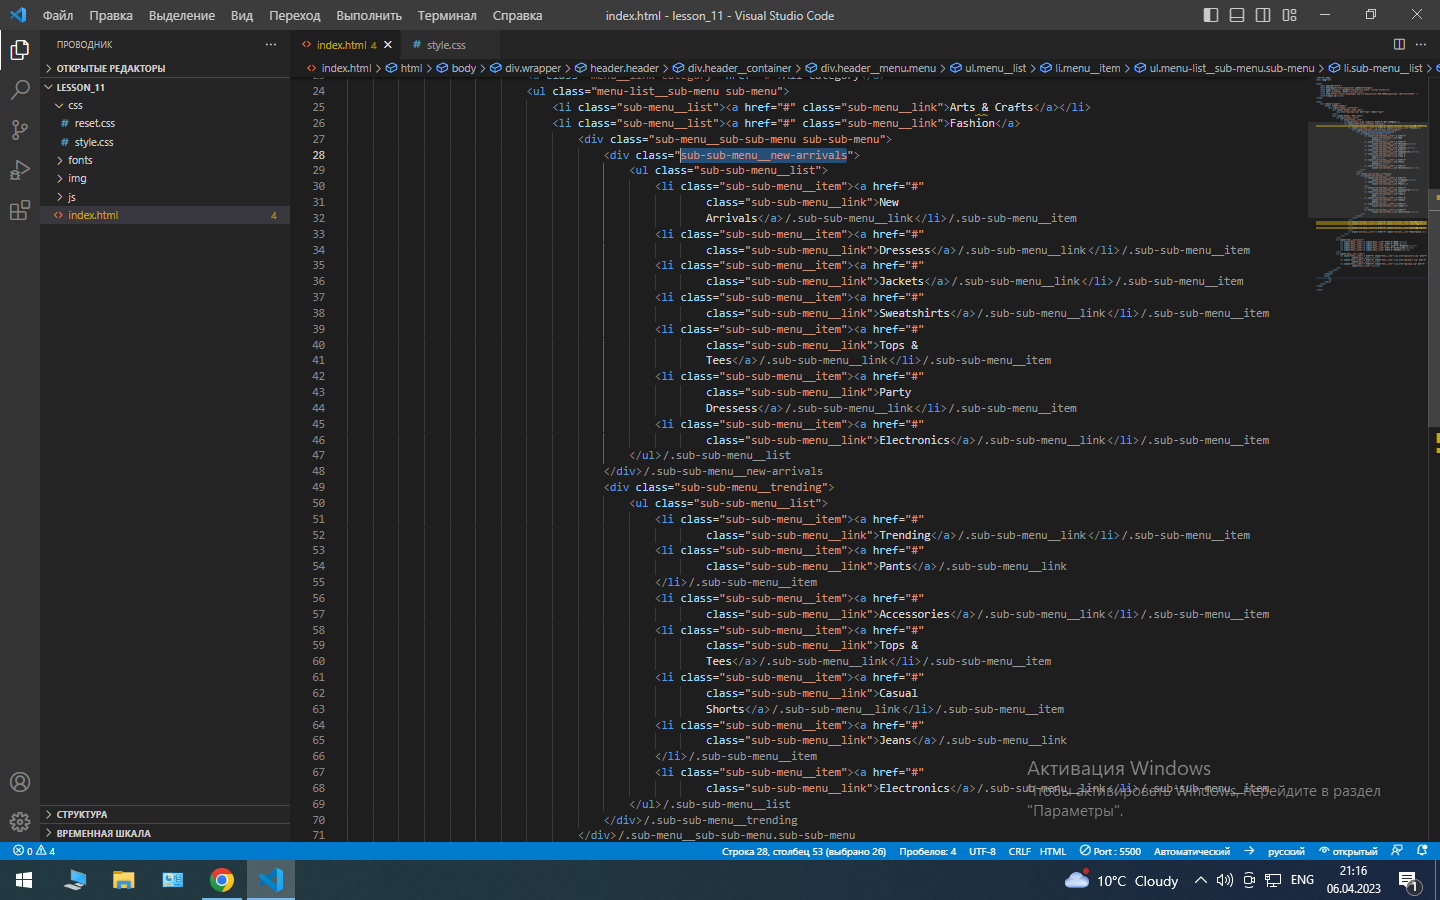 Файл Правка Выделение Вид Переход Выполнить Терминал Справка index.html - lesson_11 - Visual Studio Code
ПРОВОДНИК ··· index.html 4 style.css
ОТКРЫТЫЕ РЕДАКТОРЫ
LESSON_11
css
reset.css
style.css
fonts
img
js
index.html 4
СТРУКТУРА
ВРЕМЕННАЯ ШКАЛА
index.html > html > body > div.wrapper > header.header > div.header__container > div.header__menu.menu > ul.menu__list > li.menu__item > ul.menu-list__sub-menu.sub-menu > li.sub-menu__list >
24 <ul class="menu-list__sub-menu sub-menu">
25 <li class="sub-menu__list"><a href="#" class="sub-menu__link">Arts & Crafts</a></li>
26 <li class="sub-menu__list"><a href="#" class="sub-menu__link">Fashion</a>
27 <div class="sub-menu__sub-sub-menu sub-sub-menu">
28 <div class="sub-sub-menu__new-arrivals">
29 <ul class="sub-sub-menu__list">
30 <li class="sub-sub-menu__item"><a href="#"
31 class="sub-sub-menu__link">New
32 Arrivals</a>/.sub-sub-menu__link</li>/.sub-sub-menu__item
33 <li class="sub-sub-menu__item"><a href="#"
34 class="sub-sub-menu__link">Dressess</a>/.sub-sub-menu__link</li>/.sub-sub-menu__item
35 <li class="sub-sub-menu__item"><a href="#"
36 class="sub-sub-menu__link">Jackets</a>/.sub-sub-menu__link</li>/.sub-sub-menu__item
37 <li class="sub-sub-menu__item"><a href="#"
38 class="sub-sub-menu__link">Sweatshirts</a>/.sub-sub-menu__link</li>/.sub-sub-menu__item
39 <li class="sub-sub-menu__item"><a href="#"
40 class="sub-sub-menu__link">Tops &
41 Tees</a>/.sub-sub-menu__link</li>/.sub-sub-menu__item
42 <li class="sub-sub-menu__item"><a href="#"
43 class="sub-sub-menu__link">Party
44 Dressess</a>/.sub-sub-menu__link</li>/.sub-sub-menu__item
45 <li class="sub-sub-menu__item"><a href="#"
46 class="sub-sub-menu__link">Electronics</a>/.sub-sub-menu__link</li>/.sub-sub-menu__item
47 </ul>/.sub-sub-menu__list
48 </div>/.sub-sub-menu__new-arrivals
49 <div class="sub-sub-menu__trending">
50 <ul class="sub-sub-menu__list">
51 <li class="sub-sub-menu__item"><a href="#"
52 class="sub-sub-menu__link">Trending</a>/.sub-sub-menu__link</li>/.sub-sub-menu__item
53 <li class="sub-sub-menu__item"><a href="#"
54 class="sub-sub-menu__link">Pants</a>/.sub-sub-menu__link
55 </li>/.sub-sub-menu__item
56 <li class="sub-sub-menu__item"><a href="#"
57 class="sub-sub-menu__link">Accessories</a>/.sub-sub-menu__link</li>/.sub-sub-menu__item
58 <li class="sub-sub-menu__item"><a href="#"
59 class="sub-sub-menu__link">Tops &
60 Tees</a>/.sub-sub-menu__link</li>/.sub-sub-menu__item
61 <li class="sub-sub-menu__item"><a href="#"
62 class="sub-sub-menu__link">Casual
63 Shorts</a>/.sub-sub-menu__link</li>/.sub-sub-menu__item
64 <li class="sub-sub-menu__item"><a href="#"
65 class="sub-sub-menu__link">Jeans</a>/.sub-sub-menu__link
66 </li>/.sub-sub-menu__item
67 <li class="sub-sub-menu__item"><a href="#"
68 class="sub-sub-menu__link">Electronics</a>/.sub-sub-menu__link</li>/.sub-sub-menu__item
69 </ul>/.sub-sub-menu__list
70 </div>/.sub-sub-menu__trending
71 </div>/.sub-menu__sub-sub-menu.sub-sub-menu
Активация Windows
Чтобы активировать Windows, перейдите в раздел
"Параметры".
0 4 Строка 28, столбец 53 (выбрано 26) Пробелов: 4 UTF-8 CRLF HTML Port : 5500 Автоматический русский открытый
10°C Cloudy ENG 21:16
06.04.2023 1